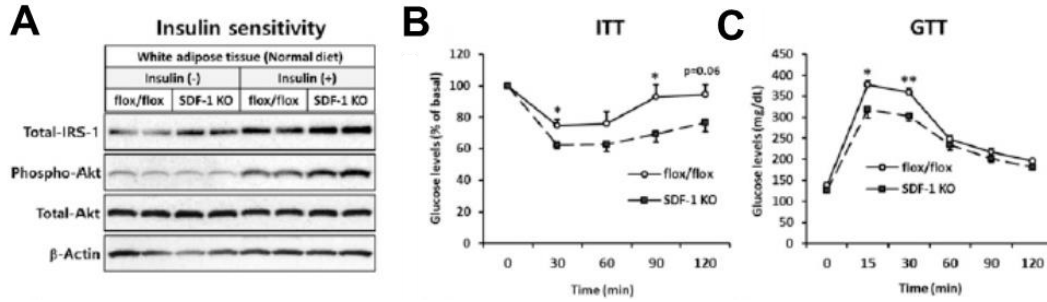 A
Insulin sensitivity
White adipose tissue (Normal diet)
Insulin (-) Insulin (+)
flox/flox SDF-1 KO flox/flox SDF-1 KO
Total-IRS-1
Phospho-Akt
Total-Akt
β-Actin
B
ITT
Glucose levels (% of basal)
120
100
80
60
40
20
0
* * p=0.06
flox/flox
SDF-1 KO
0 30 60 90 120
Time (min)
C
GTT
Glucose levels (mg/dL)
450
400
350
300
250
200
150
100
50
0
* **
flox/flox
SDF-1 KO
0 15 30 60 90 120
Time (min)